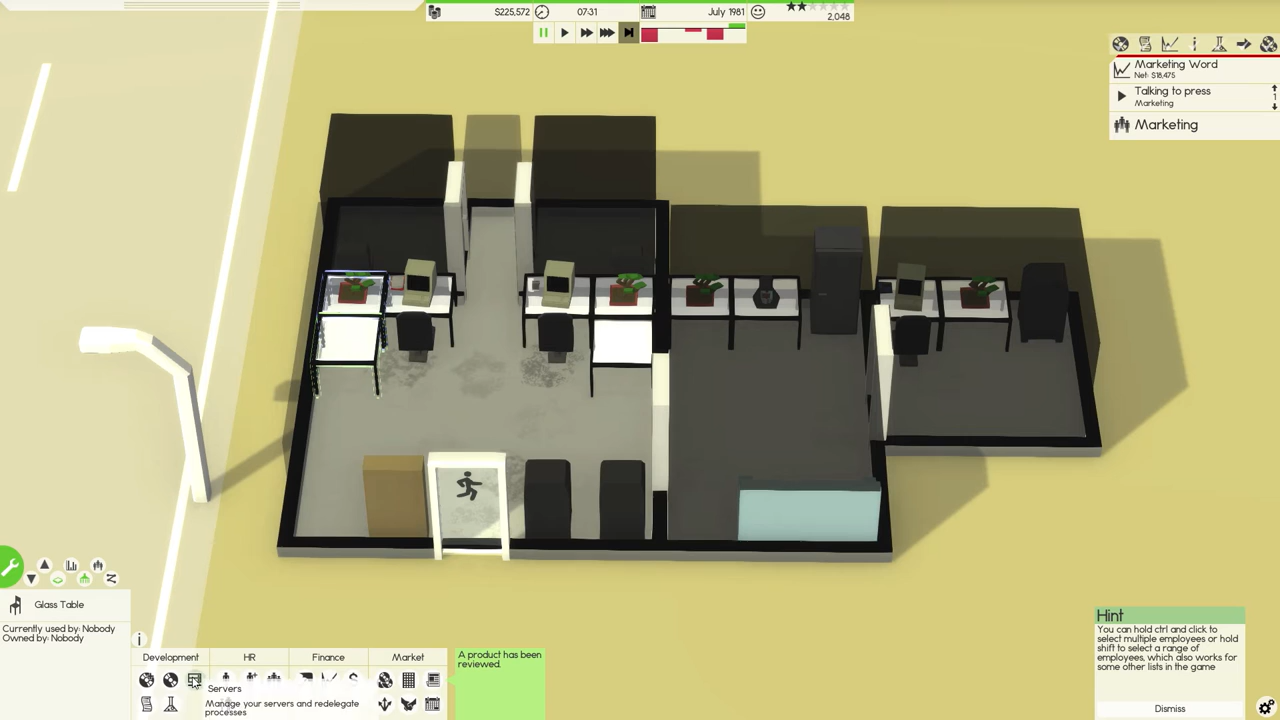 $225,572
07:31
July 1981
2,048
Marketing Word
Net: $18,475
Talking to press
Marketing
1
Marketing
Glass Table
Currently used by: Nobody
Owned by: Nobody
Development
HR
Finance
Market
Servers
Manage your servers and redelegate processes
A product has been
reviewed.
Hint
You can hold ctrl and click to
select multiple employees or hold
shift to select a range of
employees, which also works for
some other lists in the game
Dismiss